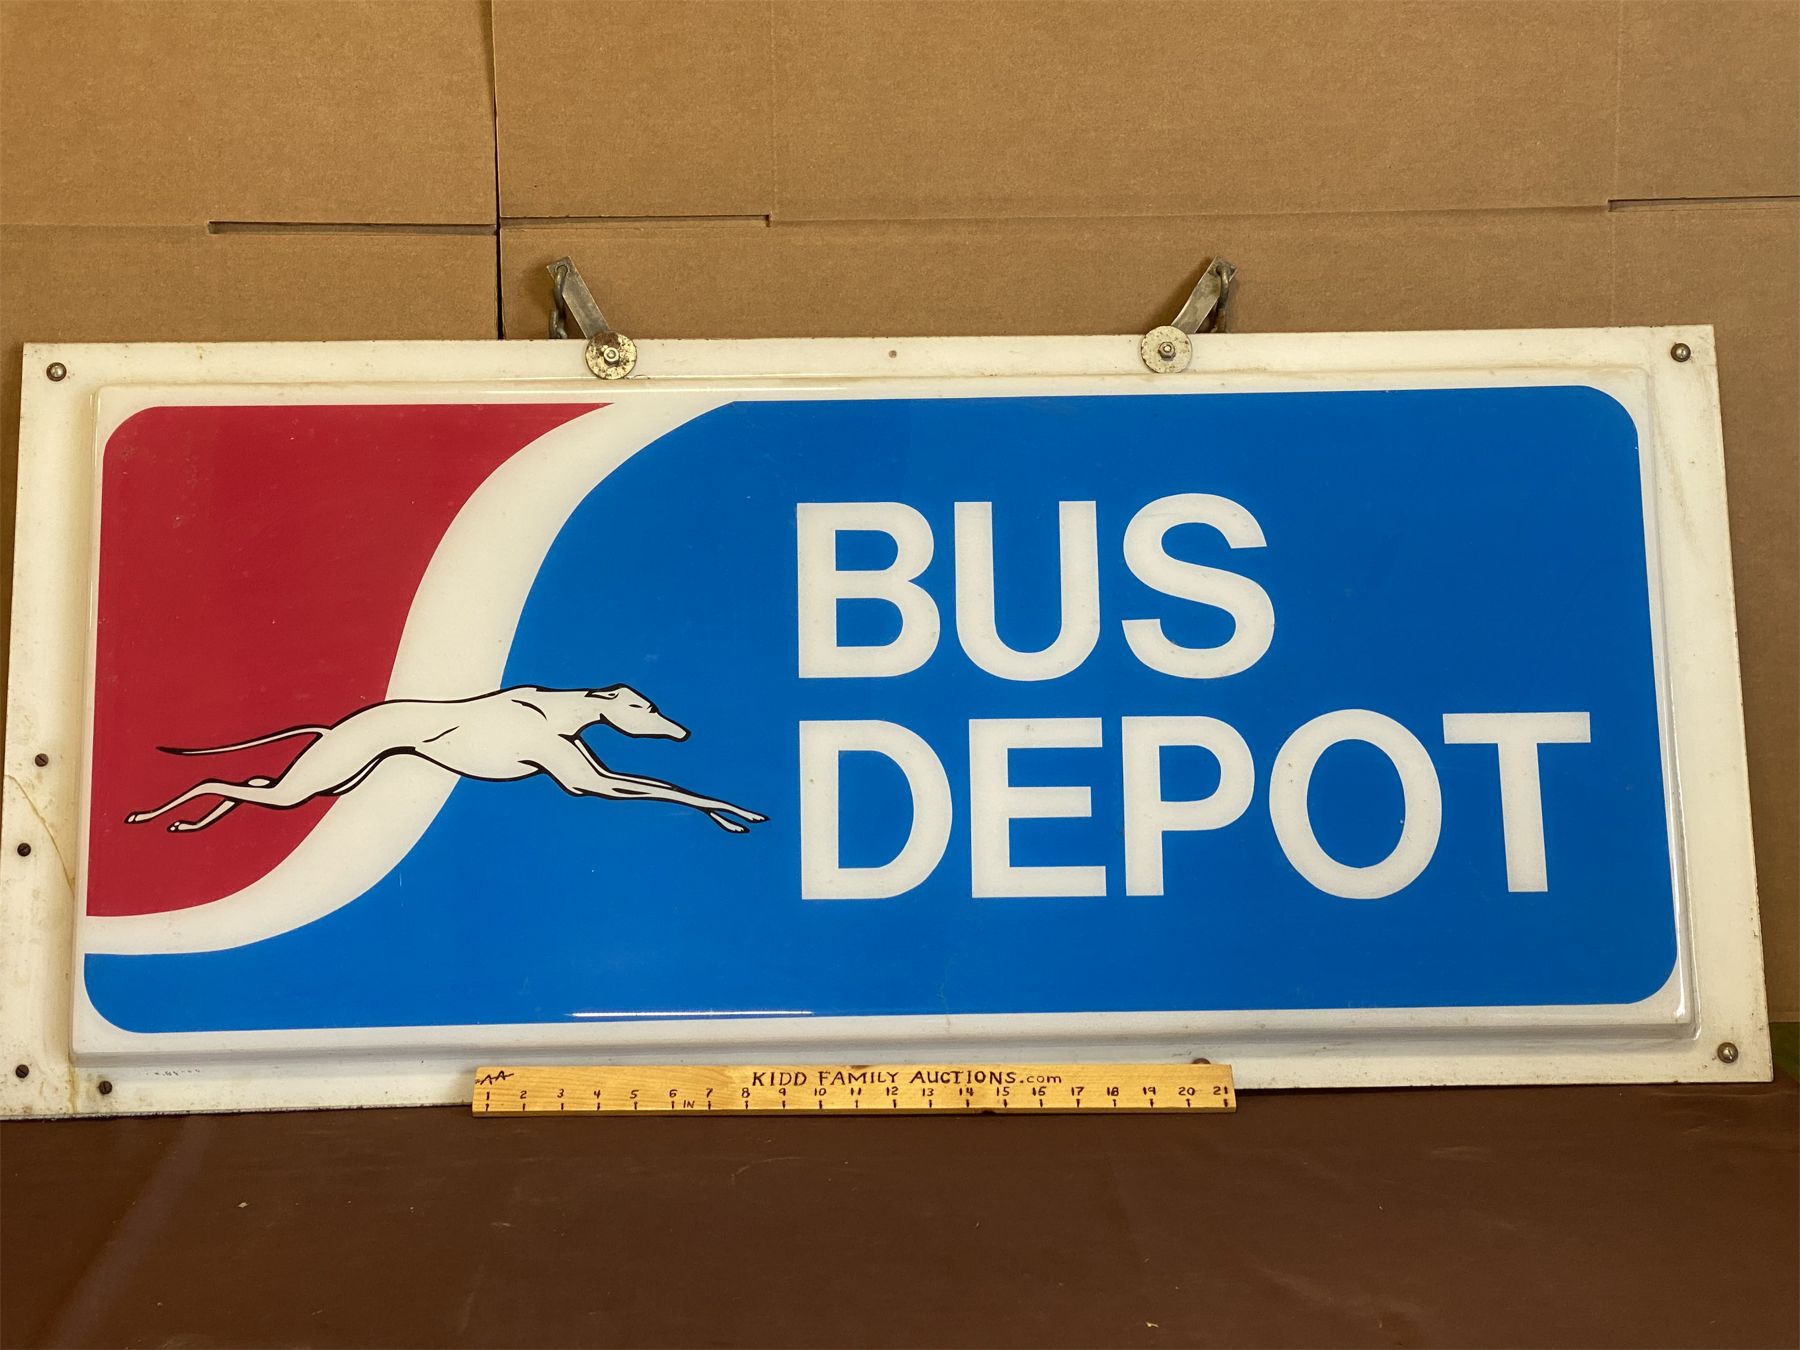 BUS
DEPOT
AA KIDD FAMILY AUCTIONS.com
1 2 3 4 5 6 IN 7 8 9 10 11 12 13 14 15 16 17 18 19 20 21